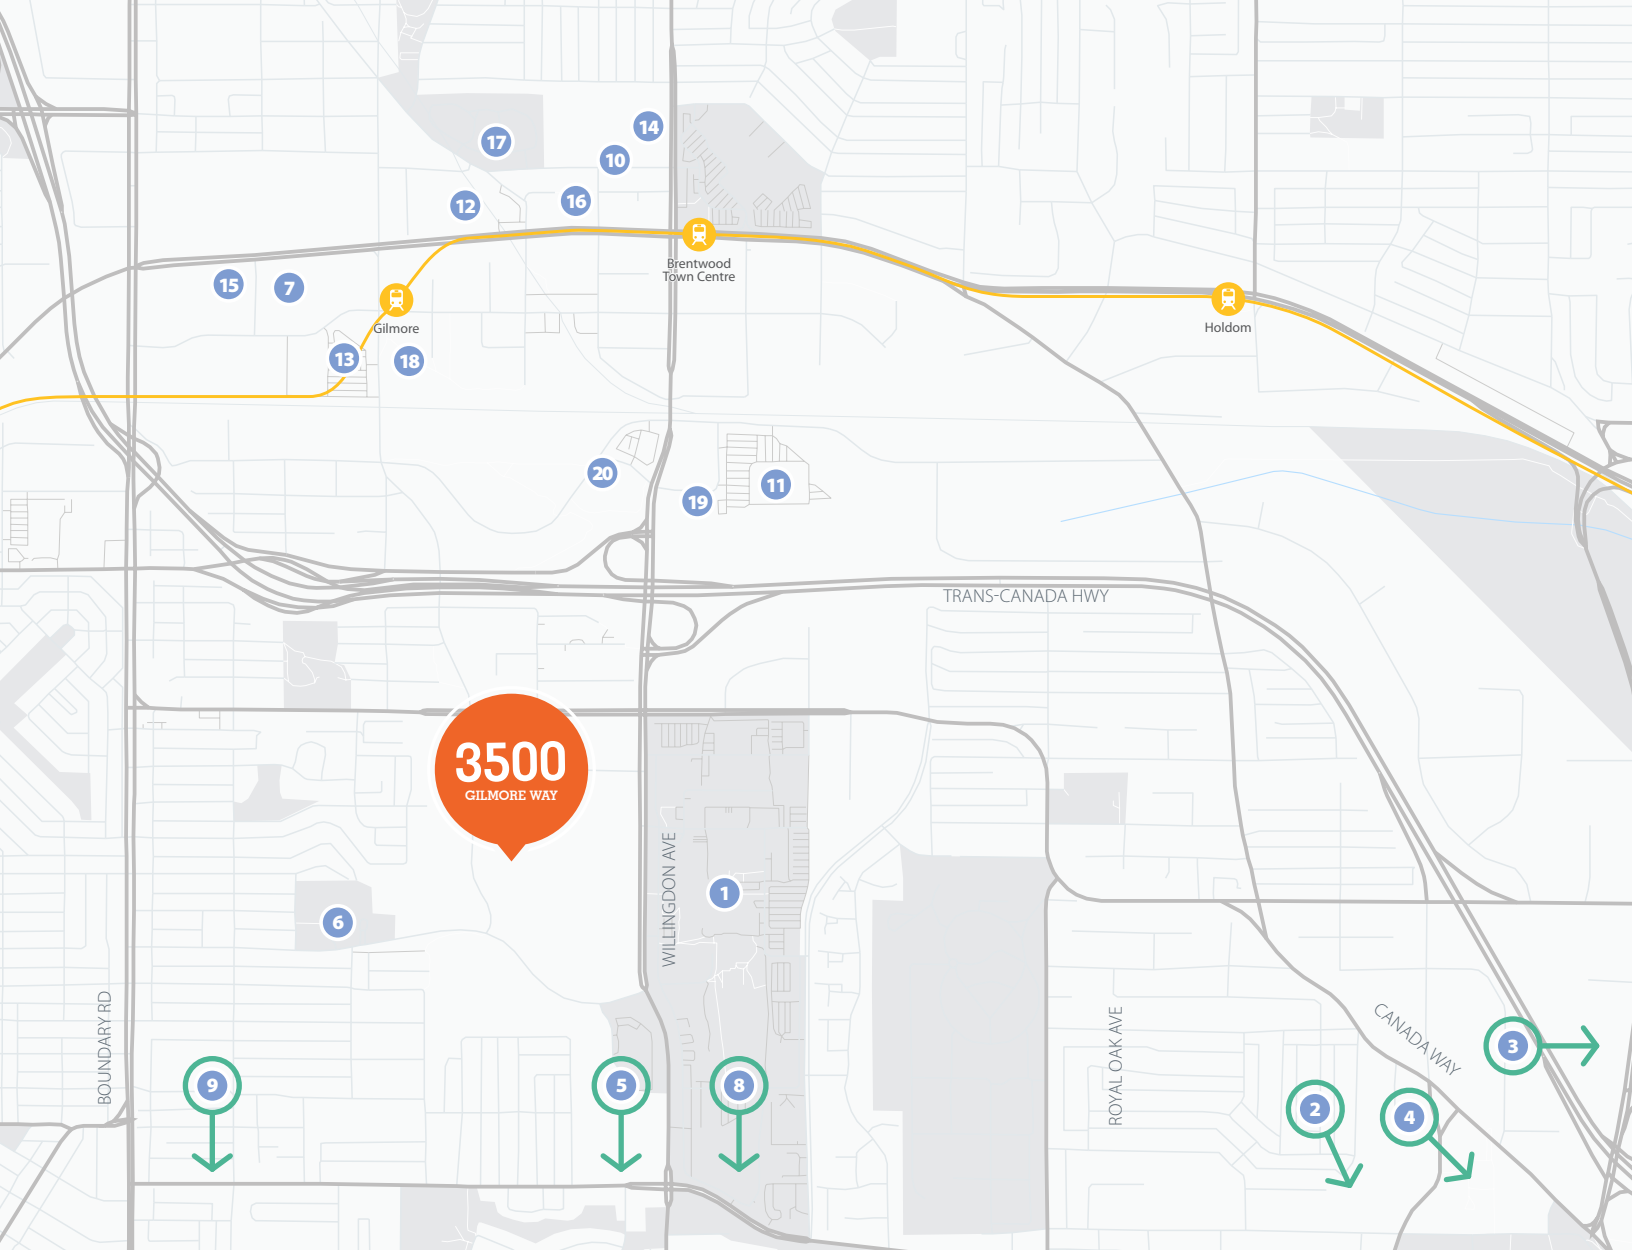 14
17
10
16
12
Brentwood
Town Centre
15
7
Gilmore
Holdom
13
18
20
19
11
TRANS-CANADA HWY
3500
GILMORE WAY
WILLINGDON AVE
1
6
BOUNDARY RD
ROYAL OAK AVE
CANADA WAY
3
9
5
8
2
4